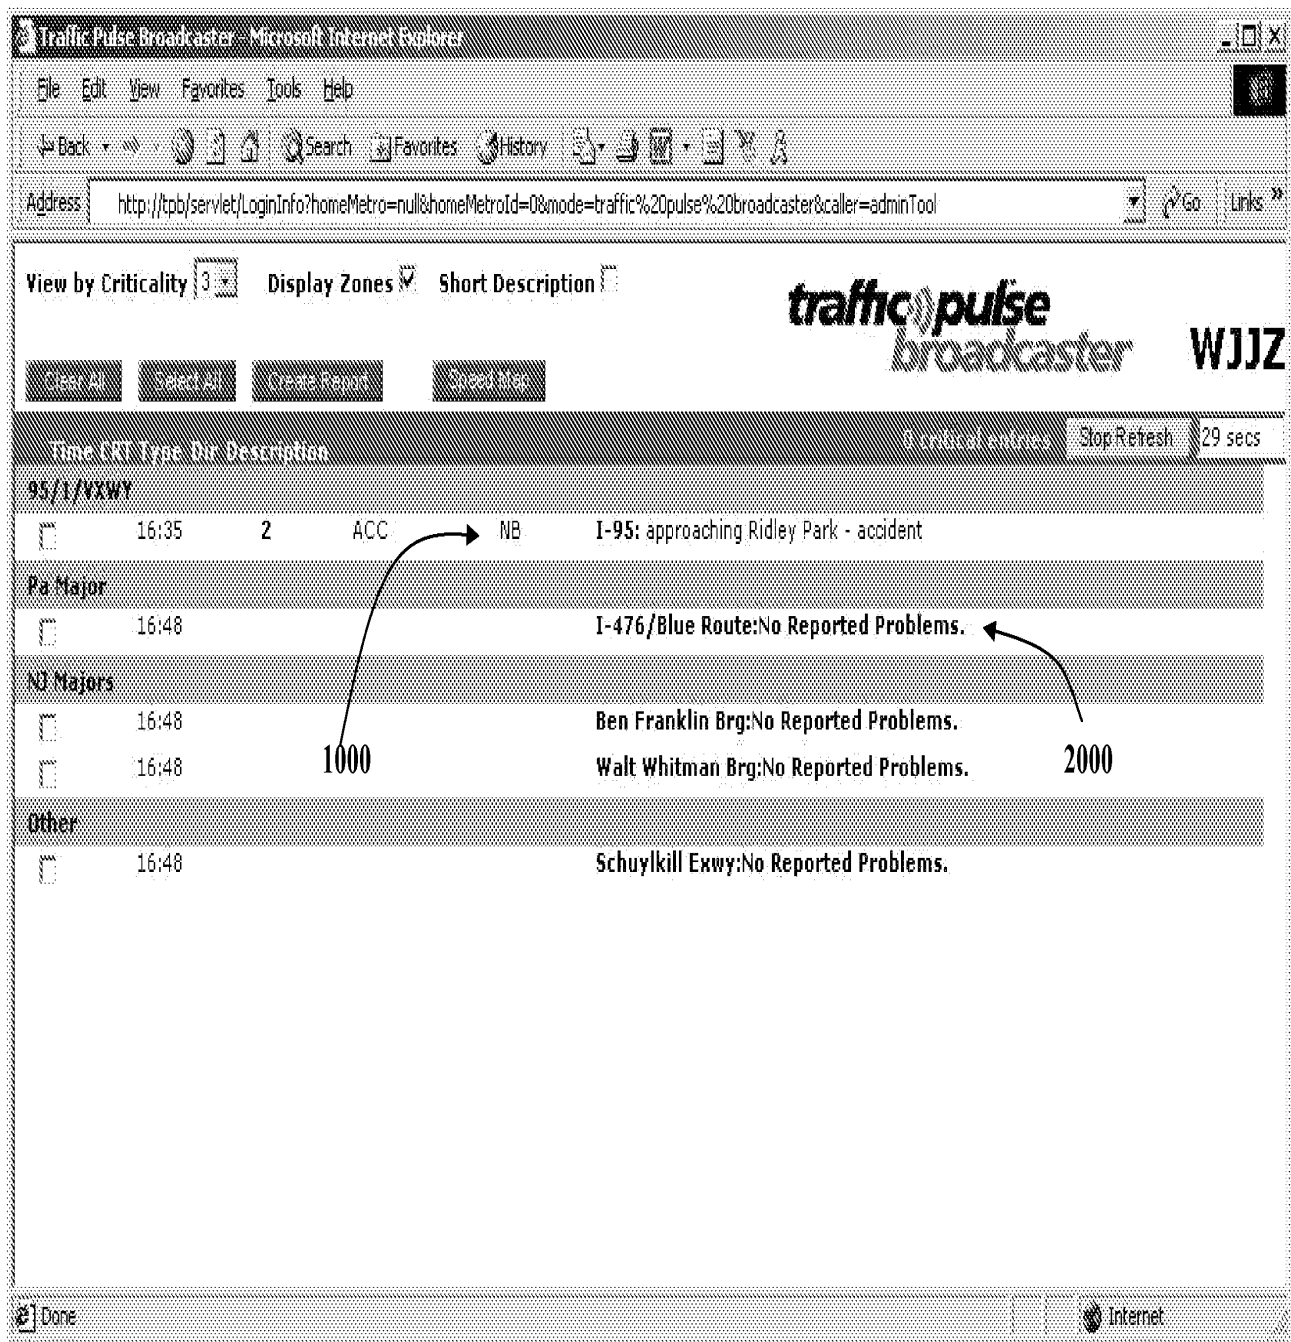 Traffic Pulse Broadcaster - Microsoft Internet Explorer
File Edit View Favorites Tools Help
Back Search Favorites History
Address http://tpb/servlet/LoginInfo?homeMetro=null&homeMetroId=0&mode=traffic%20pulse%20broadcaster&caller=adminTool Go Links »
View by Criticality 3 Display Zones Short Description
traffic pulse
broadcaster WJJZ
Clear All Select All Create Report Speed Map
Time CRT Type Dir Description 0 critical entries Stop Refresh 29 secs
95/1/VXWY
16:35 2 ACC NB I-95: approaching Ridley Park - accident
Pa Major
16:48 I-476/Blue Route:No Reported Problems.
NJ Majors
16:48 Ben Franklin Brg:No Reported Problems.
16:48 Walt Whitman Brg:No Reported Problems.
1000 2000
Other
16:48 Schuylkill Exwy:No Reported Problems.
Done Internet